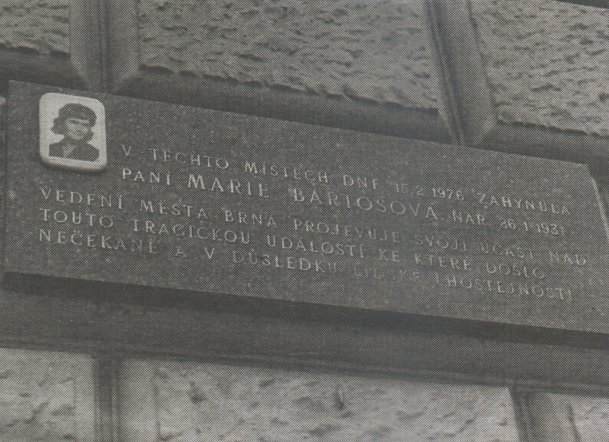 V TĚCHTO MÍSTECH DNE 15.2.1976 ZAHYNULA
PANÍ MARIE BARTOŠOVÁ, NAR. 26.1.1931.
VEDENÍ MĚSTA BRNA PROJEVUJE SVOJI ÚČAST NAD
TOUTO TRAGICKOU UDÁLOSTÍ KE KTERÉ DOŠLO
NEČEKANĚ A V DŮSLEDKU LIDSKÉ LHOSTEJNOSTI.